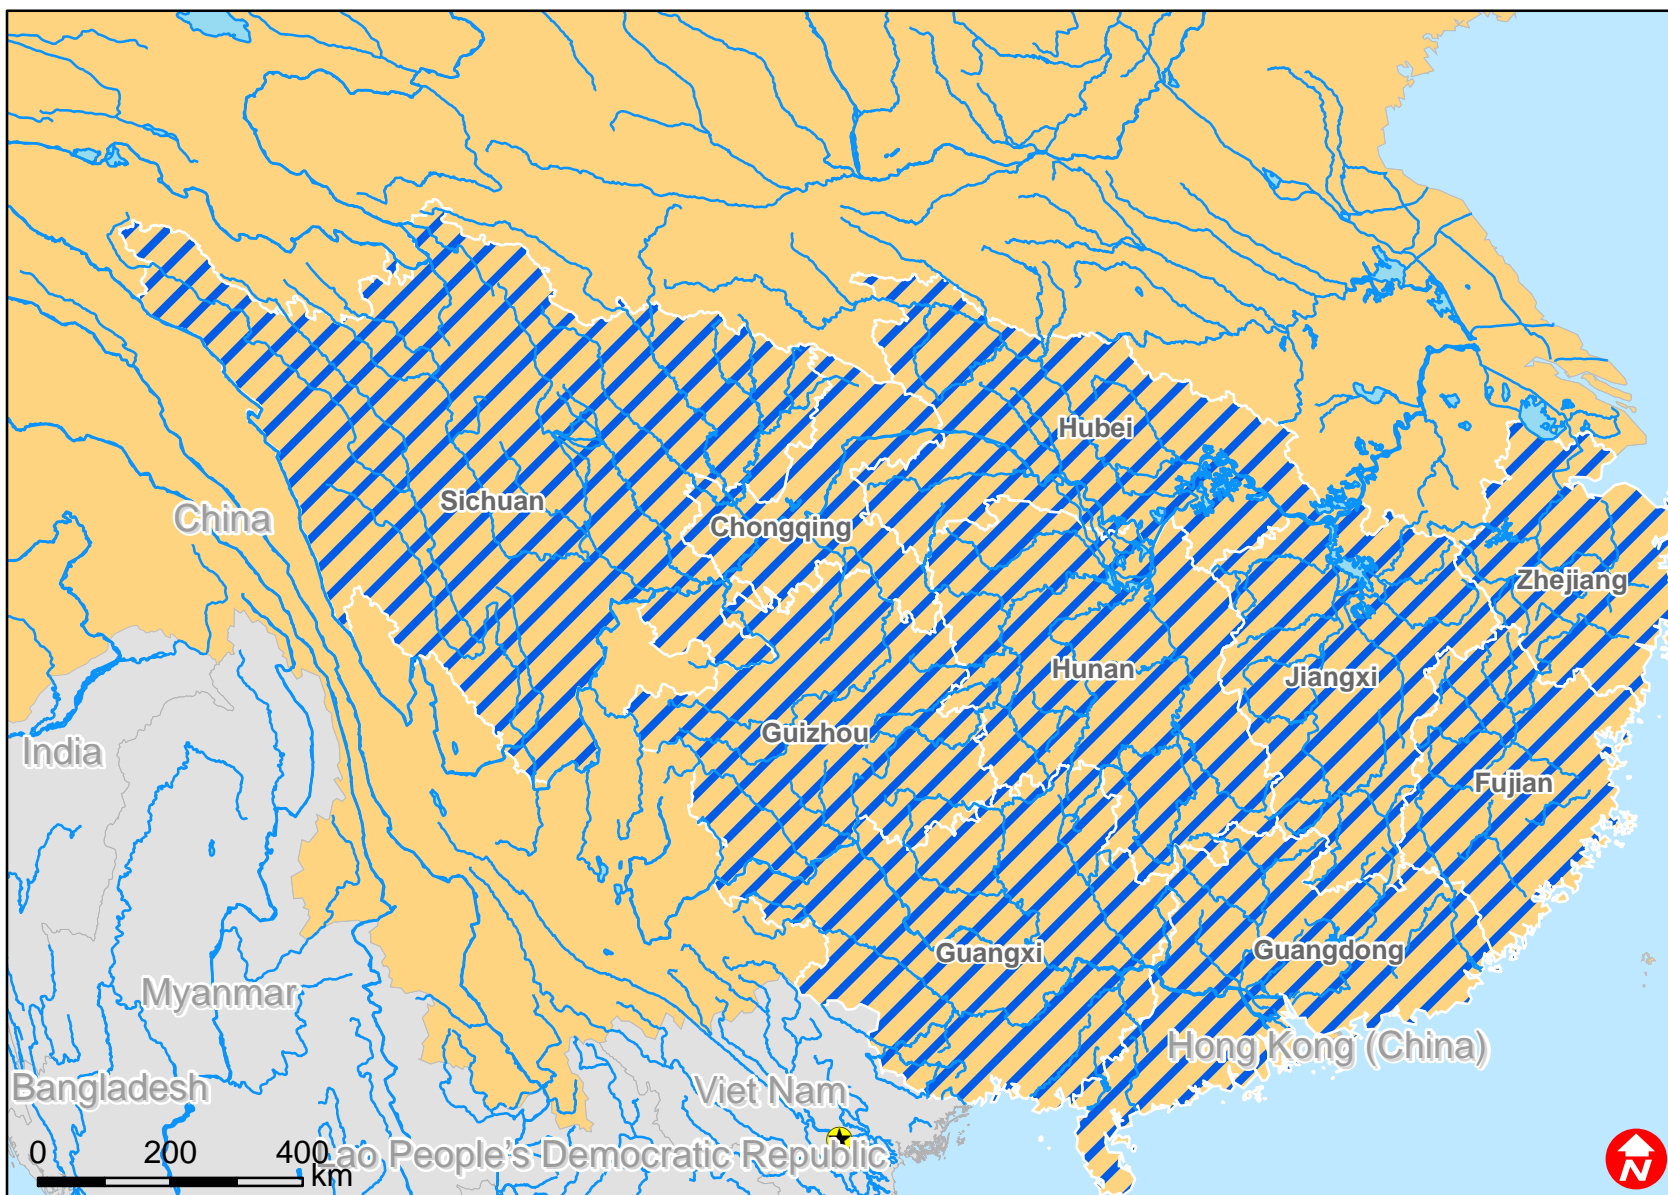 Hubei
Sichuan
China
Chongqing
Zhejiang
Hunan
Jiangxi
Guizhou
India
Fujian
Guangxi
Guangdong
Myanmar
Hong Kong (China)
Bangladesh
Viet Nam
0 200 400
km
Lao People's Democratic Republic
N